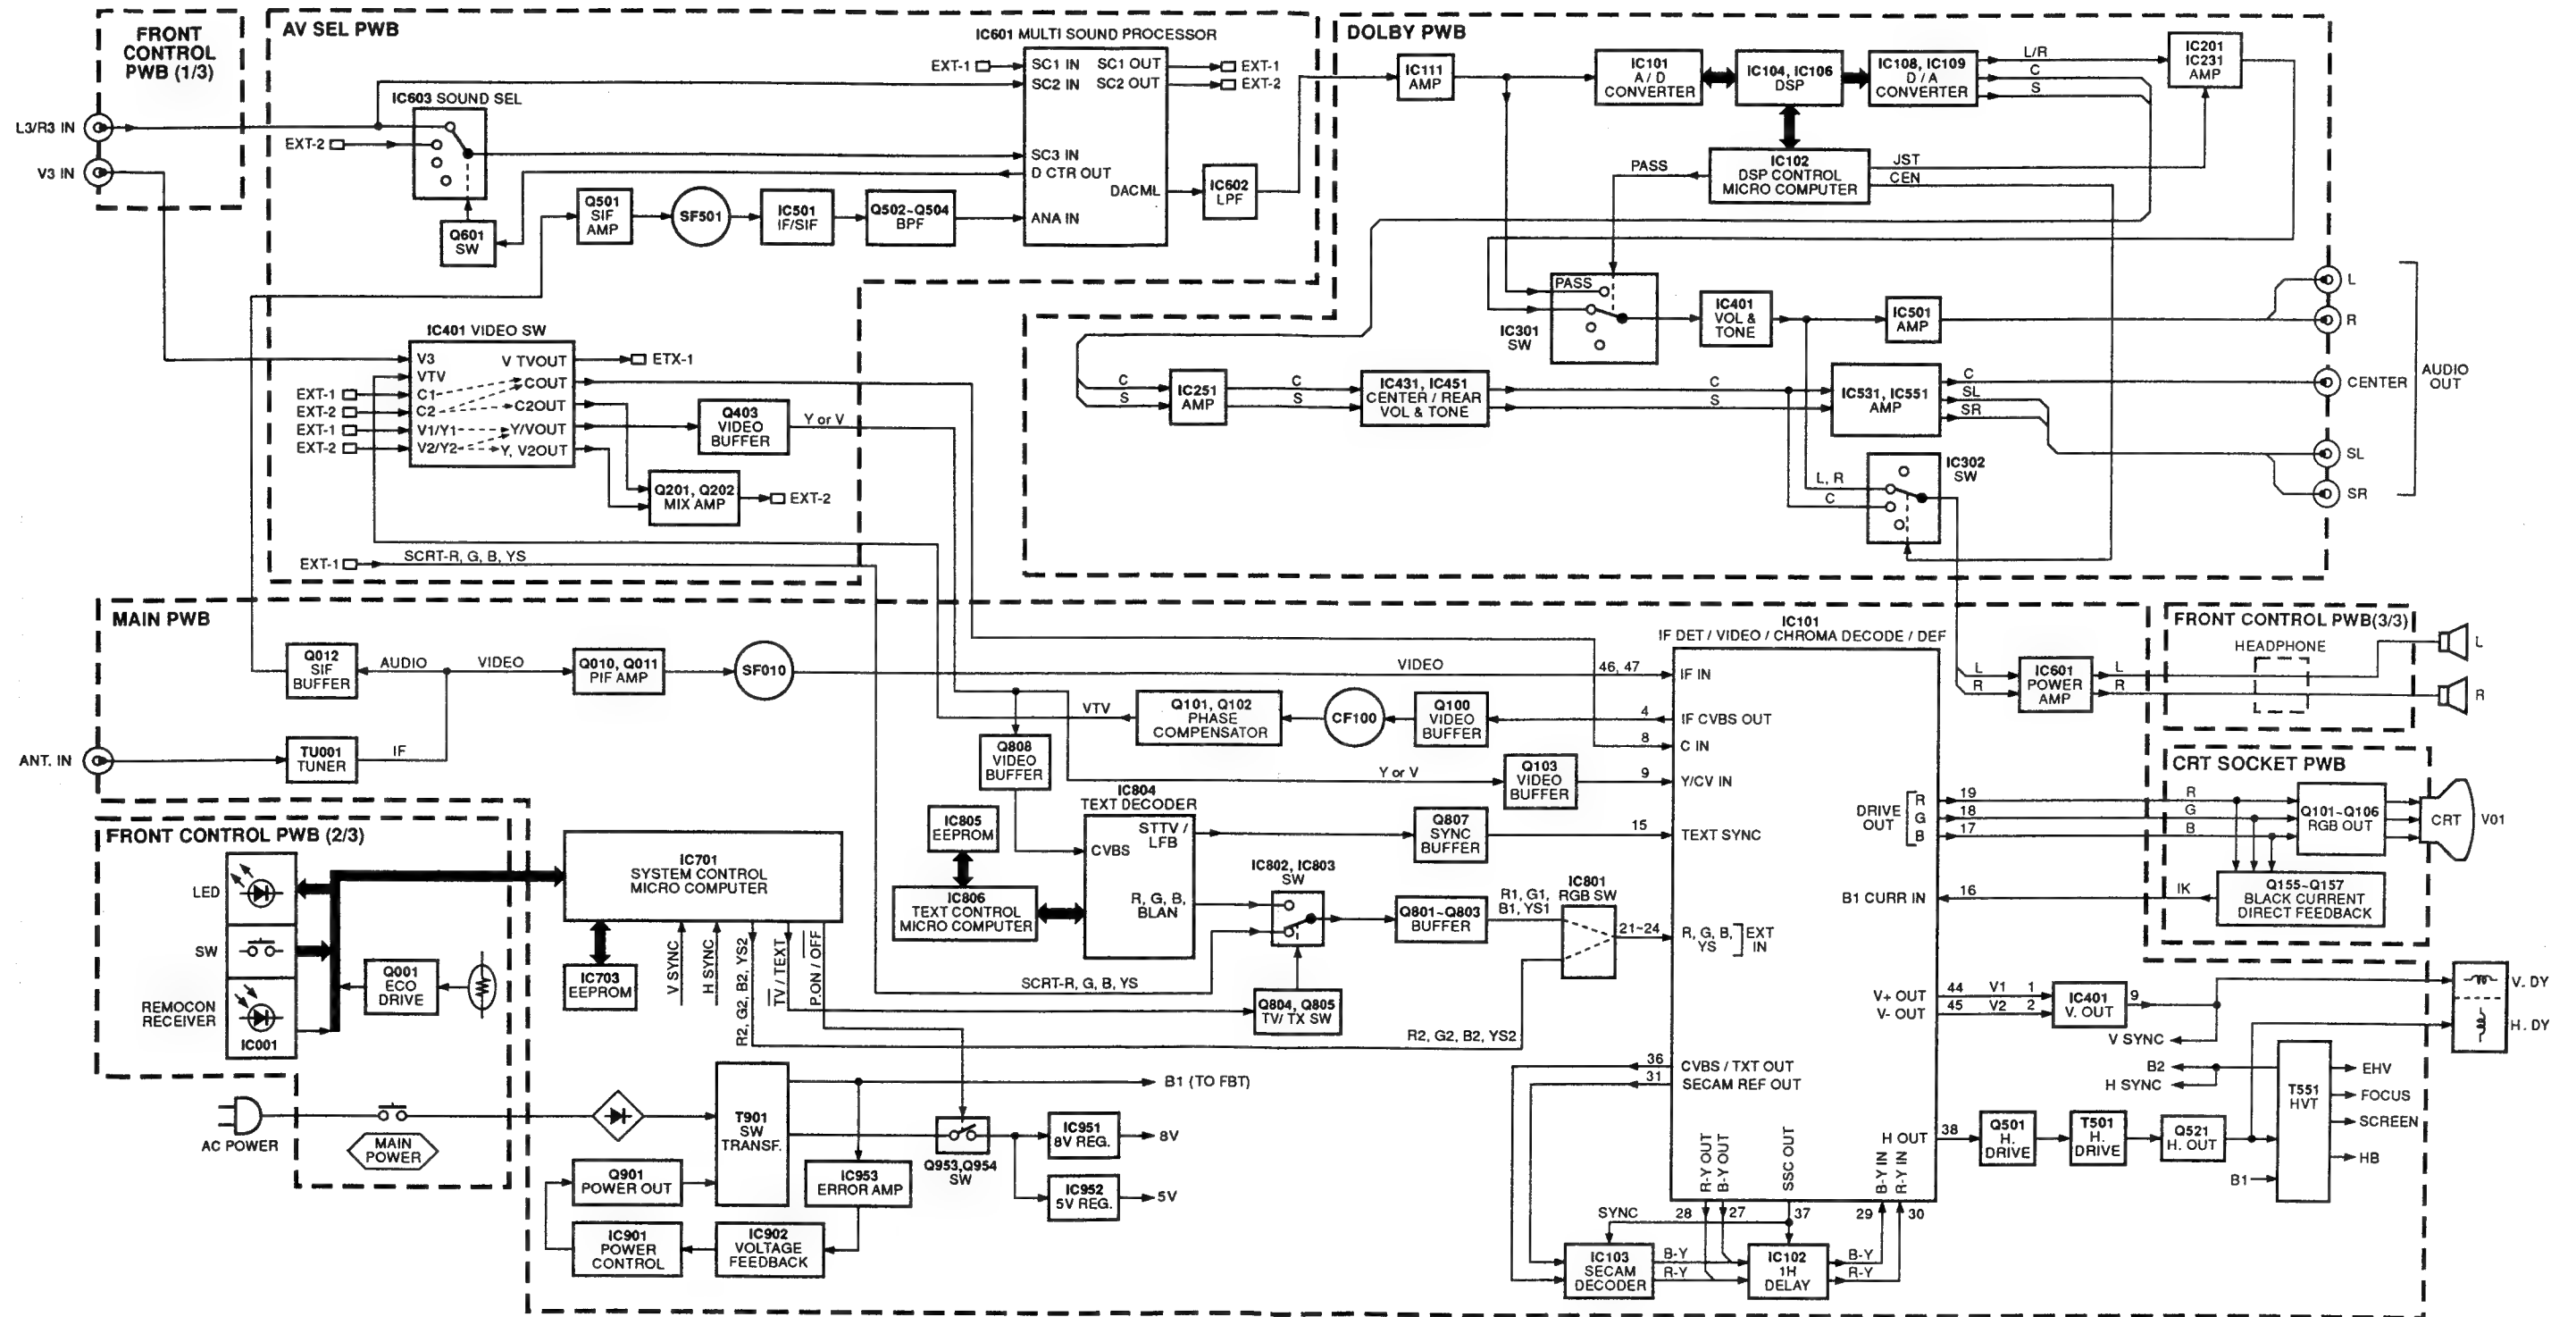 FRONT
CONTROL
PWB (1/3)
L3/R3 IN
V3 IN
AV SEL PWB
IC601 MULTI SOUND PROCESSOR
EXT-1
SC1 IN
SC1 OUT
EXT-1
SC2 IN
SC2 OUT
EXT-2
IC603 SOUND SEL
EXT-2
SC3 IN
D CTR OUT
DACML
ANA IN
IC602
LPF
Q601
SW
Q501
SIF
AMP
SF501
IC501
IF/SIF
Q502~Q504
BPF
IC401 VIDEO SW
V3
V TVOUT
ETX-1
VTV
COUT
EXT-1
C1
EXT-2
C2
C2OUT
EXT-1
V1/Y1
Y/VOUT
EXT-2
V2/Y2
Y, V2OUT
Q403
VIDEO
BUFFER
Y or V
Q201, Q202
MIX AMP
EXT-2
EXT-1
SCRT-R, G, B, YS
DOLBY PWB
IC111
AMP
IC101
A / D
CONVERTER
IC104, IC106
DSP
IC108, IC109
D / A
CONVERTER
L/R
C
S
IC201
IC231
AMP
PASS
IC102
DSP CONTROL
MICRO COMPUTER
JST
CEN
PASS
IC301
SW
IC401
VOL &
TONE
IC501
AMP
L
R
CENTER
SL
SR
AUDIO
OUT
C
S
IC251
AMP
C
S
IC431, IC451
CENTER / REAR
VOL & TONE
C
S
IC531, IC551
AMP
C
SL
SR
L, R
C
IC302
SW
MAIN PWB
Q012
SIF
BUFFER
AUDIO
VIDEO
Q010, Q011
PIF AMP
SF010
VIDEO
46, 47
ANT. IN
TU001
TUNER
IF
IC101
IF DET / VIDEO / CHROMA DECODE / DEF
IF IN
VTV
Q101, Q102
PHASE
COMPENSATOR
CF100
Q100
VIDEO
BUFFER
4
IF CVBS OUT
8
C IN
Q808
VIDEO
BUFFER
Y or V
Q103
VIDEO
BUFFER
9
Y/CV IN
IC804
TEXT DECODER
IC805
EEPROM
CVBS
STTV /
LFB
Q807
SYNC
BUFFER
15
TEXT SYNC
IC806
TEXT CONTROL
MICRO COMPUTER
R, G, B,
BLAN
IC802, IC803
SW
Q801~Q803
BUFFER
R1, G1,
B1, YS1
IC801
RGB SW
21~24
R, G, B,
YS
EXT
IN
SCRT-R, G, B, YS
Q804, Q805
TV/ TX SW
R2, G2, B2, YS2
FRONT CONTROL PWB (2/3)
LED
SW
REMOCON
RECEIVER
IC001
Q001
ECO
DRIVE
IC701
SYSTEM CONTROL
MICRO COMPUTER
IC703
EEPROM
V SYNC
H SYNC
R2, G2, B2, YS2
TV / TEXT
P.ON / OFF
AC POWER
MAIN
POWER
T901
SW
TRANSF.
B1 (TO FBT)
Q901
POWER OUT
IC953
ERROR AMP
Q953,Q954
SW
IC951
8V REG.
8V
IC952
5V REG.
5V
IC901
POWER
CONTROL
IC902
VOLTAGE
FEEDBACK
36
CVBS / TXT OUT
31
SECAM REF OUT
R-Y OUT
B-Y OUT
SSC OUT
B-Y IN
R-Y IN
SYNC
28
27
37
29
30
IC103
SECAM
DECODER
B-Y
R-Y
IC102
1H
DELAY
B-Y
R-Y
L
R
IC601
POWER
AMP
L
R
FRONT CONTROL PWB(3/3)
HEADPHONE
L
R
CRT SOCKET PWB
DRIVE
OUT
R
G
B
19
18
17
R
G
B
Q101~Q106
RGB OUT
CRT
V01
B1 CURR IN
16
IK
Q155~Q157
BLACK CURRENT
DIRECT FEEDBACK
V+ OUT
V- OUT
44
45
V1
V2
1
2
IC401
V. OUT
9
V SYNC
V. DY
H. DY
B2
H SYNC
T551
HVT
EHV
FOCUS
SCREEN
HB
B1
H OUT
38
Q501
H.
DRIVE
T501
H.
DRIVE
Q521
H. OUT